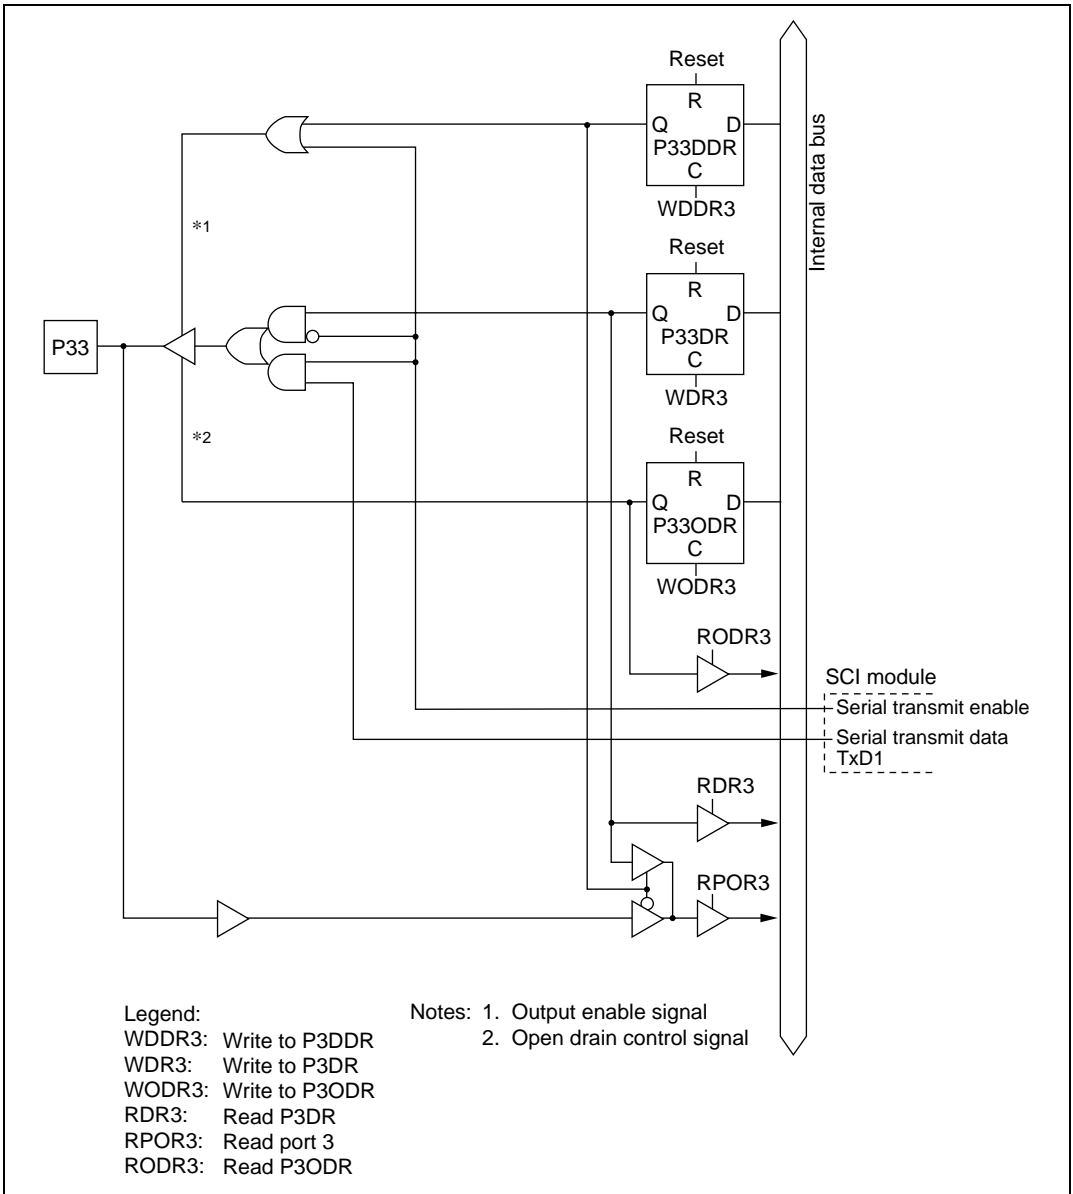 Reset
R
Q D
P33DDR
C
WDDR3
Internal data bus
*1
Reset
R
Q D
P33DR
C
WDR3
P33
*2
Reset
R
Q D
P33ODR
C
WODR3
RODR3
SCI module
Serial transmit enable
Serial transmit data
TxD1
RDR3
RPOR3
Legend:
WDDR3: Write to P3DDR
WDR3: Write to P3DR
WODR3: Write to P3ODR
RDR3: Read P3DR
RPOR3: Read port 3
RODR3: Read P3ODR
Notes: 1. Output enable signal
2. Open drain control signal